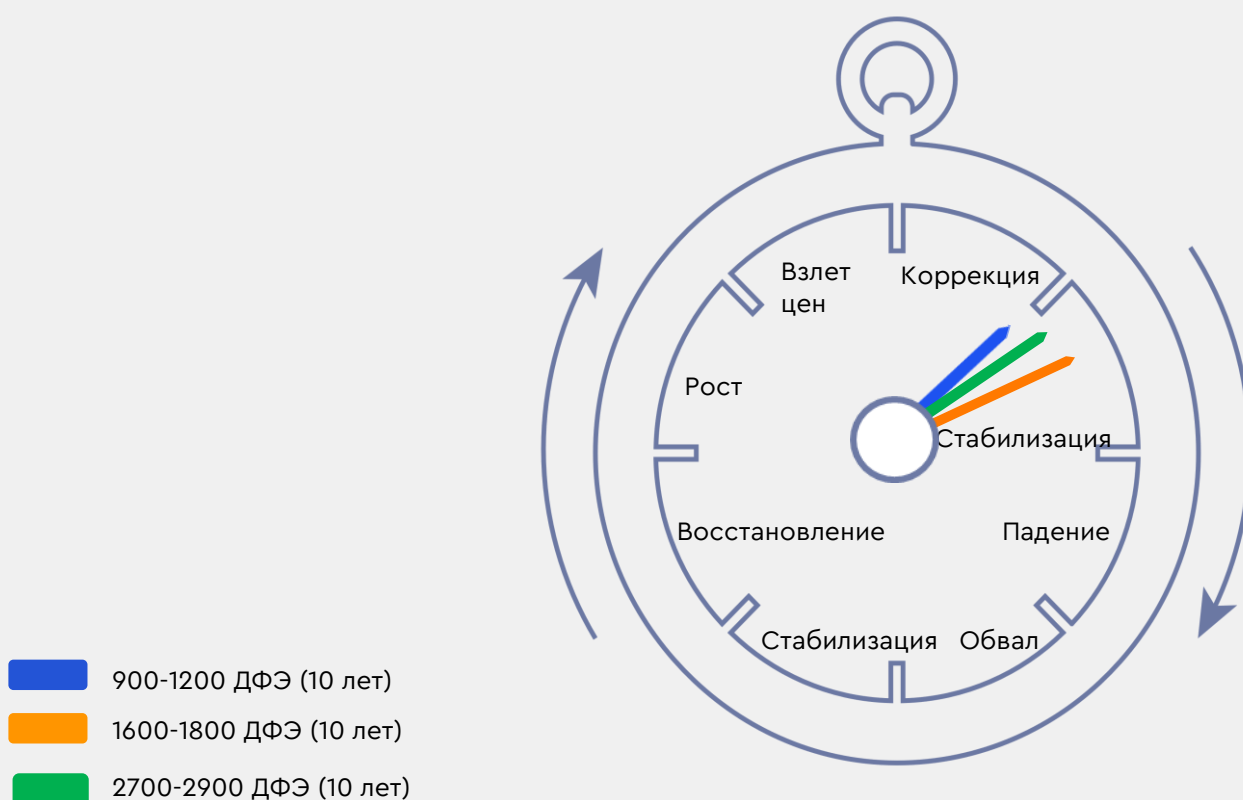 Взлет
цен
Коррекция
Рост
Стабилизация
Восстановление
Падение
Стабилизация
Обвал
900-1200 ДФЭ (10 лет)
1600-1800 ДФЭ (10 лет)
2700-2900 ДФЭ (10 лет)